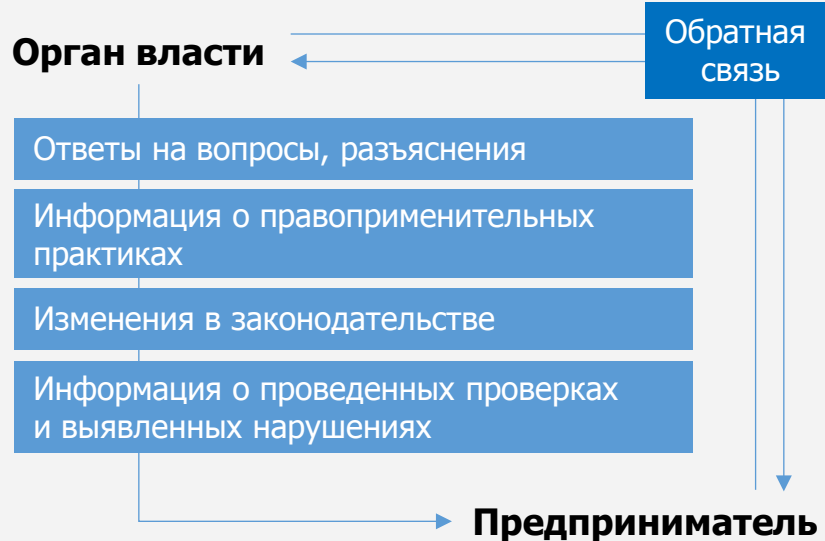 Орган власти
Обратная
связь
Ответы на вопросы, разъяснения
Информация о правоприменительных
практиках
Изменения в законодательстве
Информация о проведенных проверках
и выявленных нарушениях
Предприниматель